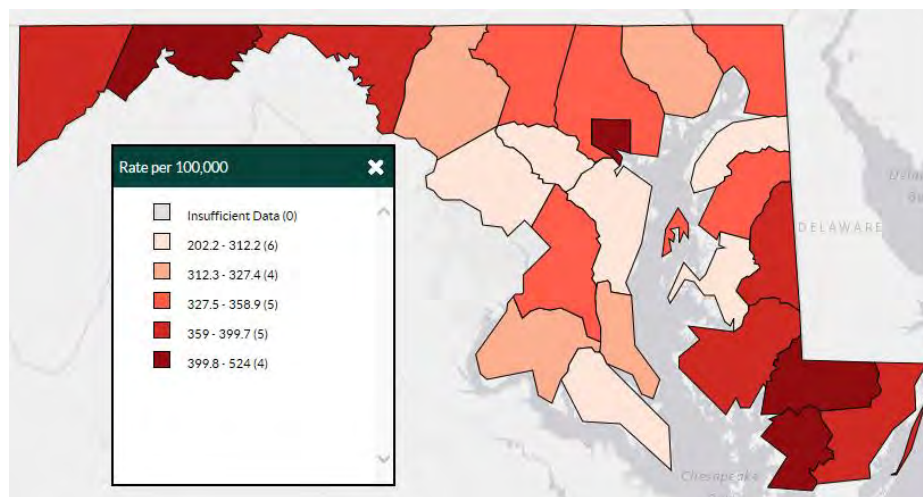 Rate per 100,000
Insufficient Data (0)
202.2 - 312.2 (6)
312.3 - 327.4 (4)
327.5 - 358.9 (5)
359 - 399.7 (5)
399.8 - 524 (4)
DELAWARE
Chesapeake